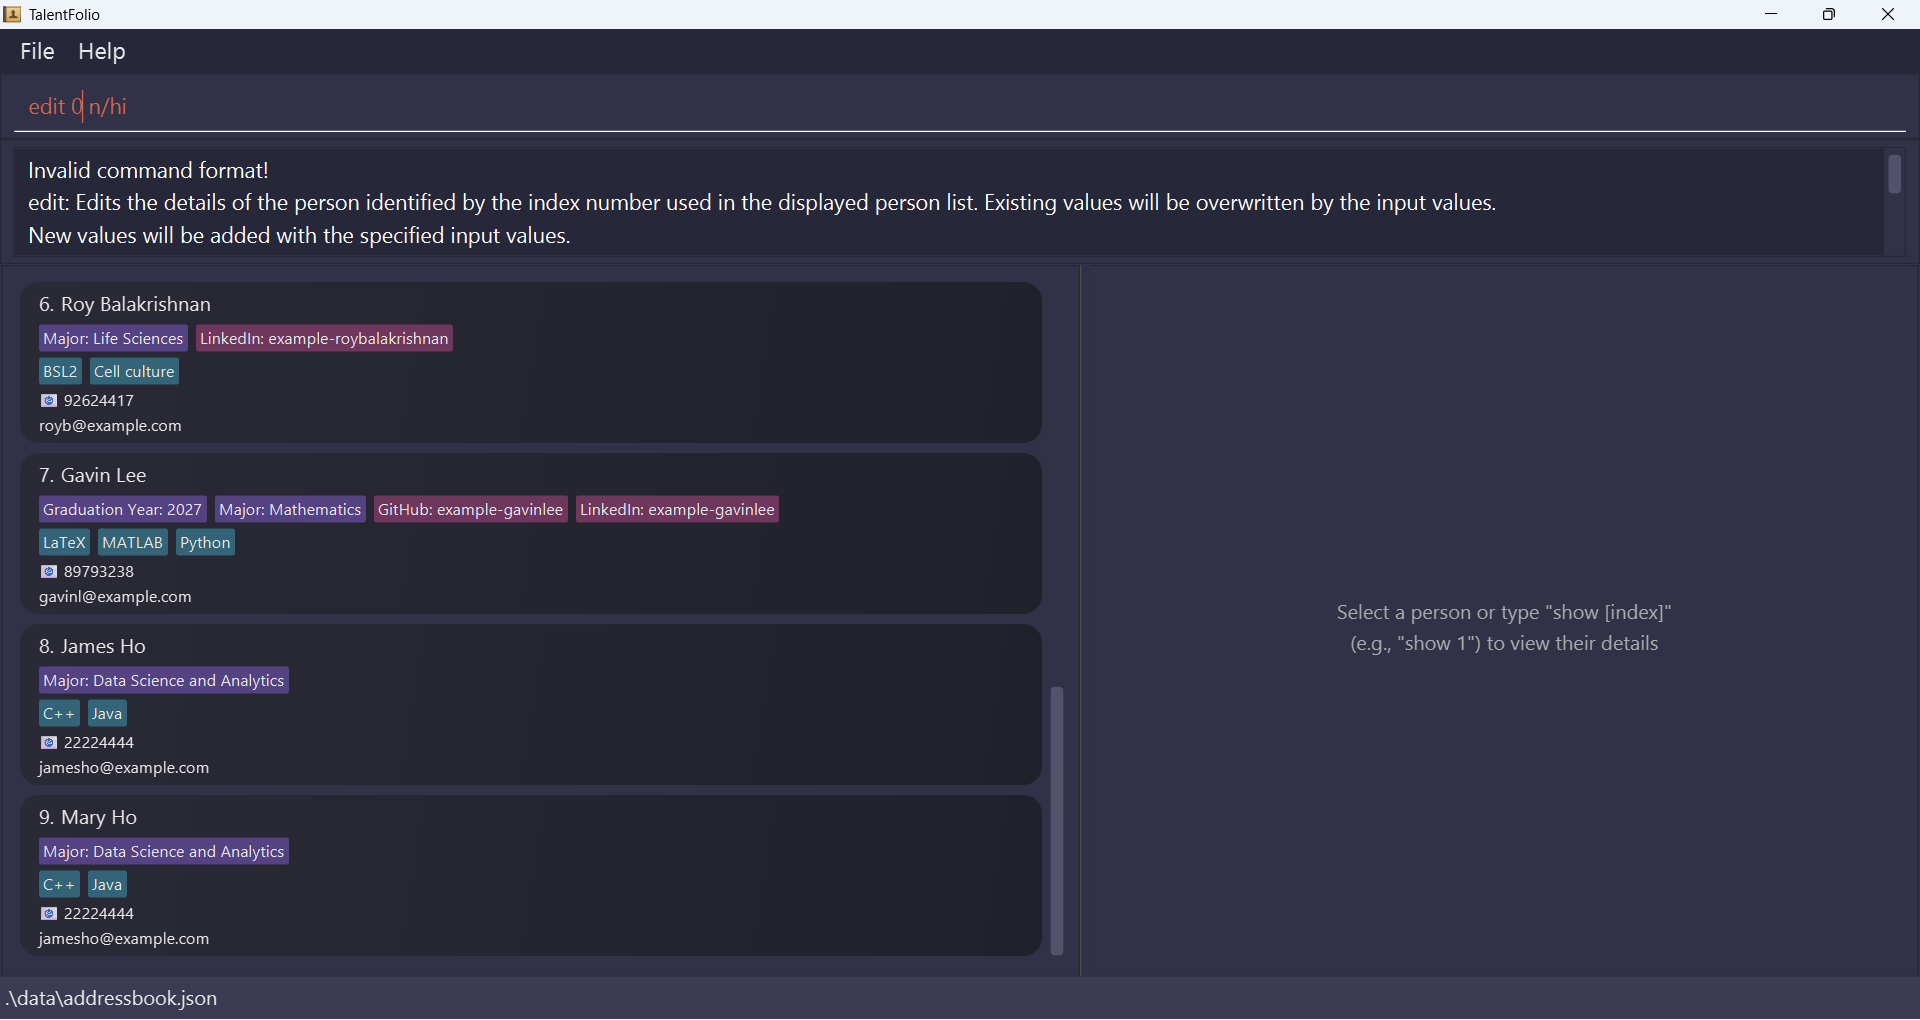 TalentFolio
File Help
edit 0 n/hi
Invalid command format!
edit: Edits the details of the person identified by the index number used in the displayed person list. Existing values will be overwritten by the input values.
New values will be added with the specified input values.
6. Roy Balakrishnan
Major: Life Sciences LinkedIn: example-roybalakrishnan
BSL2 Cell culture
92624417
royb@example.com
7. Gavin Lee
Graduation Year: 2027 Major: Mathematics GitHub: example-gavinlee LinkedIn: example-gavinlee
LaTeX MATLAB Python
89793238
gavinl@example.com
8. James Ho
Major: Data Science and Analytics
C++ Java
22224444
jamesho@example.com
9. Mary Ho
Major: Data Science and Analytics
C++ Java
22224444
jamesho@example.com
Select a person or type "show [index]"
(e.g., "show 1") to view their details
.\data\addressbook.json